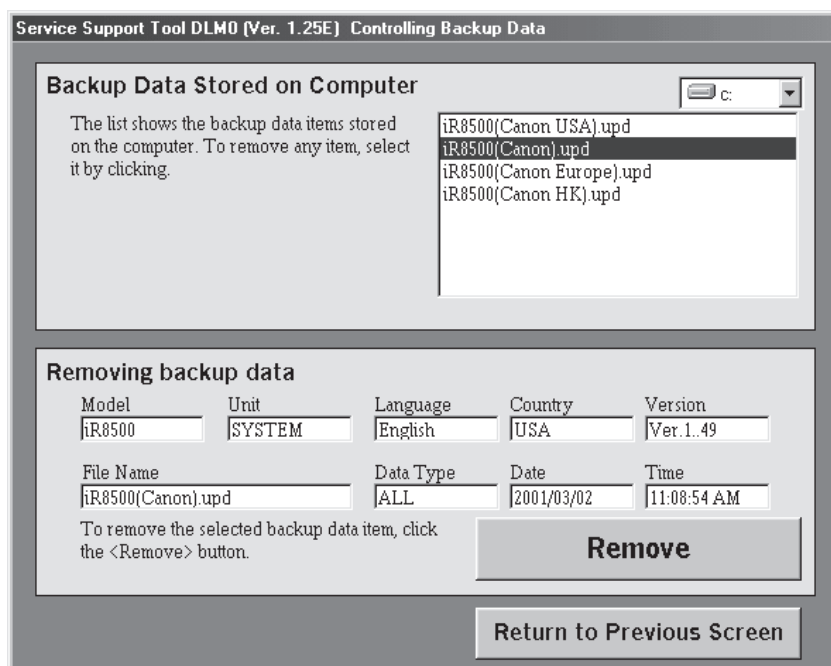 Service Support Tool DLM0 (Ver. 1.25E) Controlling Backup Data
Backup Data Stored on Computer
c:
The list shows the backup data items stored
on the computer. To remove any item, select
it by clicking.
iR8500(Canon USA).upd
iR8500(Canon).upd
iR8500(Canon Europe).upd
iR8500(Canon HK).upd
Removing backup data
Model Unit Language Country Version
iR8500 SYSTEM English USA Ver.1..49
File Name Data Type Date Time
iR8500(Canon).upd ALL 2001/03/02 11:08:54 AM
To remove the selected backup data item, click
the <Remove> button.
Remove
Return to Previous Screen